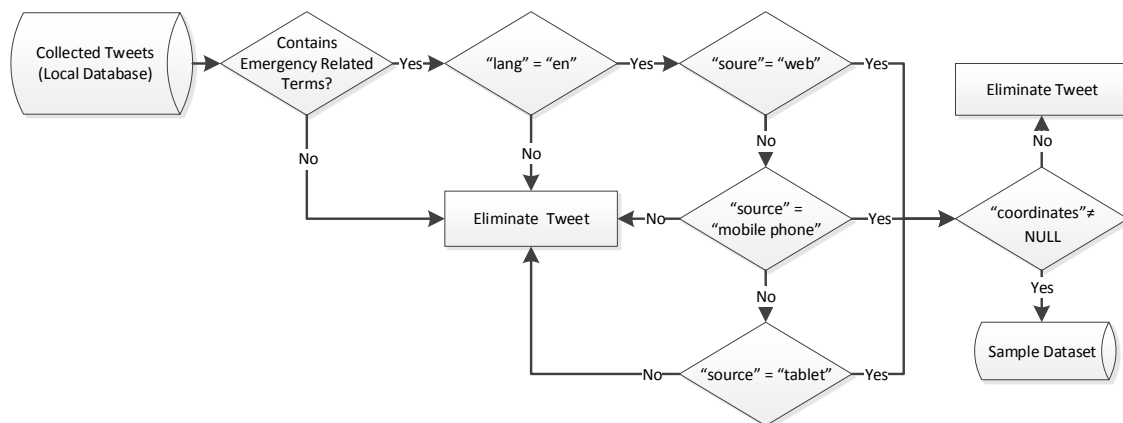 Collected Tweets
(Local Database)
Contains
Emergency Related
Terms?
Yes
“lang” = “en”
Yes
“soure”= “web”
Yes
Eliminate Tweet
No
No
No
No
Eliminate  Tweet
No
“source” =
“mobile phone”
Yes
“coordinates”≠
NULL
No
Yes
No
“source” = “tablet”
Yes
Sample Dataset